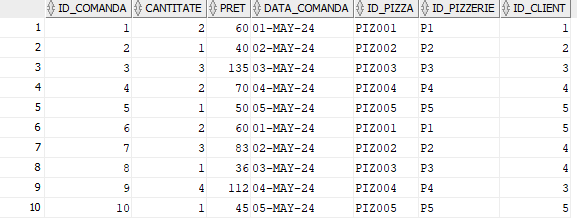 ID_COMANDA CANTITATE PRET DATA_COMANDA ID_PIZZA ID_PIZZERIE ID_CLIENT
1 1 2 60 01-MAY-24 PIZ001 P1 1
2 2 1 40 02-MAY-24 PIZ002 P2 2
3 3 3 135 03-MAY-24 PIZ003 P3 3
4 4 2 70 04-MAY-24 PIZ004 P4 4
5 5 1 50 05-MAY-24 PIZ005 P5 5
6 6 2 60 01-MAY-24 PIZ001 P1 5
7 7 3 83 02-MAY-24 PIZ002 P2 4
8 8 1 36 03-MAY-24 PIZ003 P3 4
9 9 4 112 04-MAY-24 PIZ004 P4 3
10 10 1 45 05-MAY-24 PIZ005 P5 5